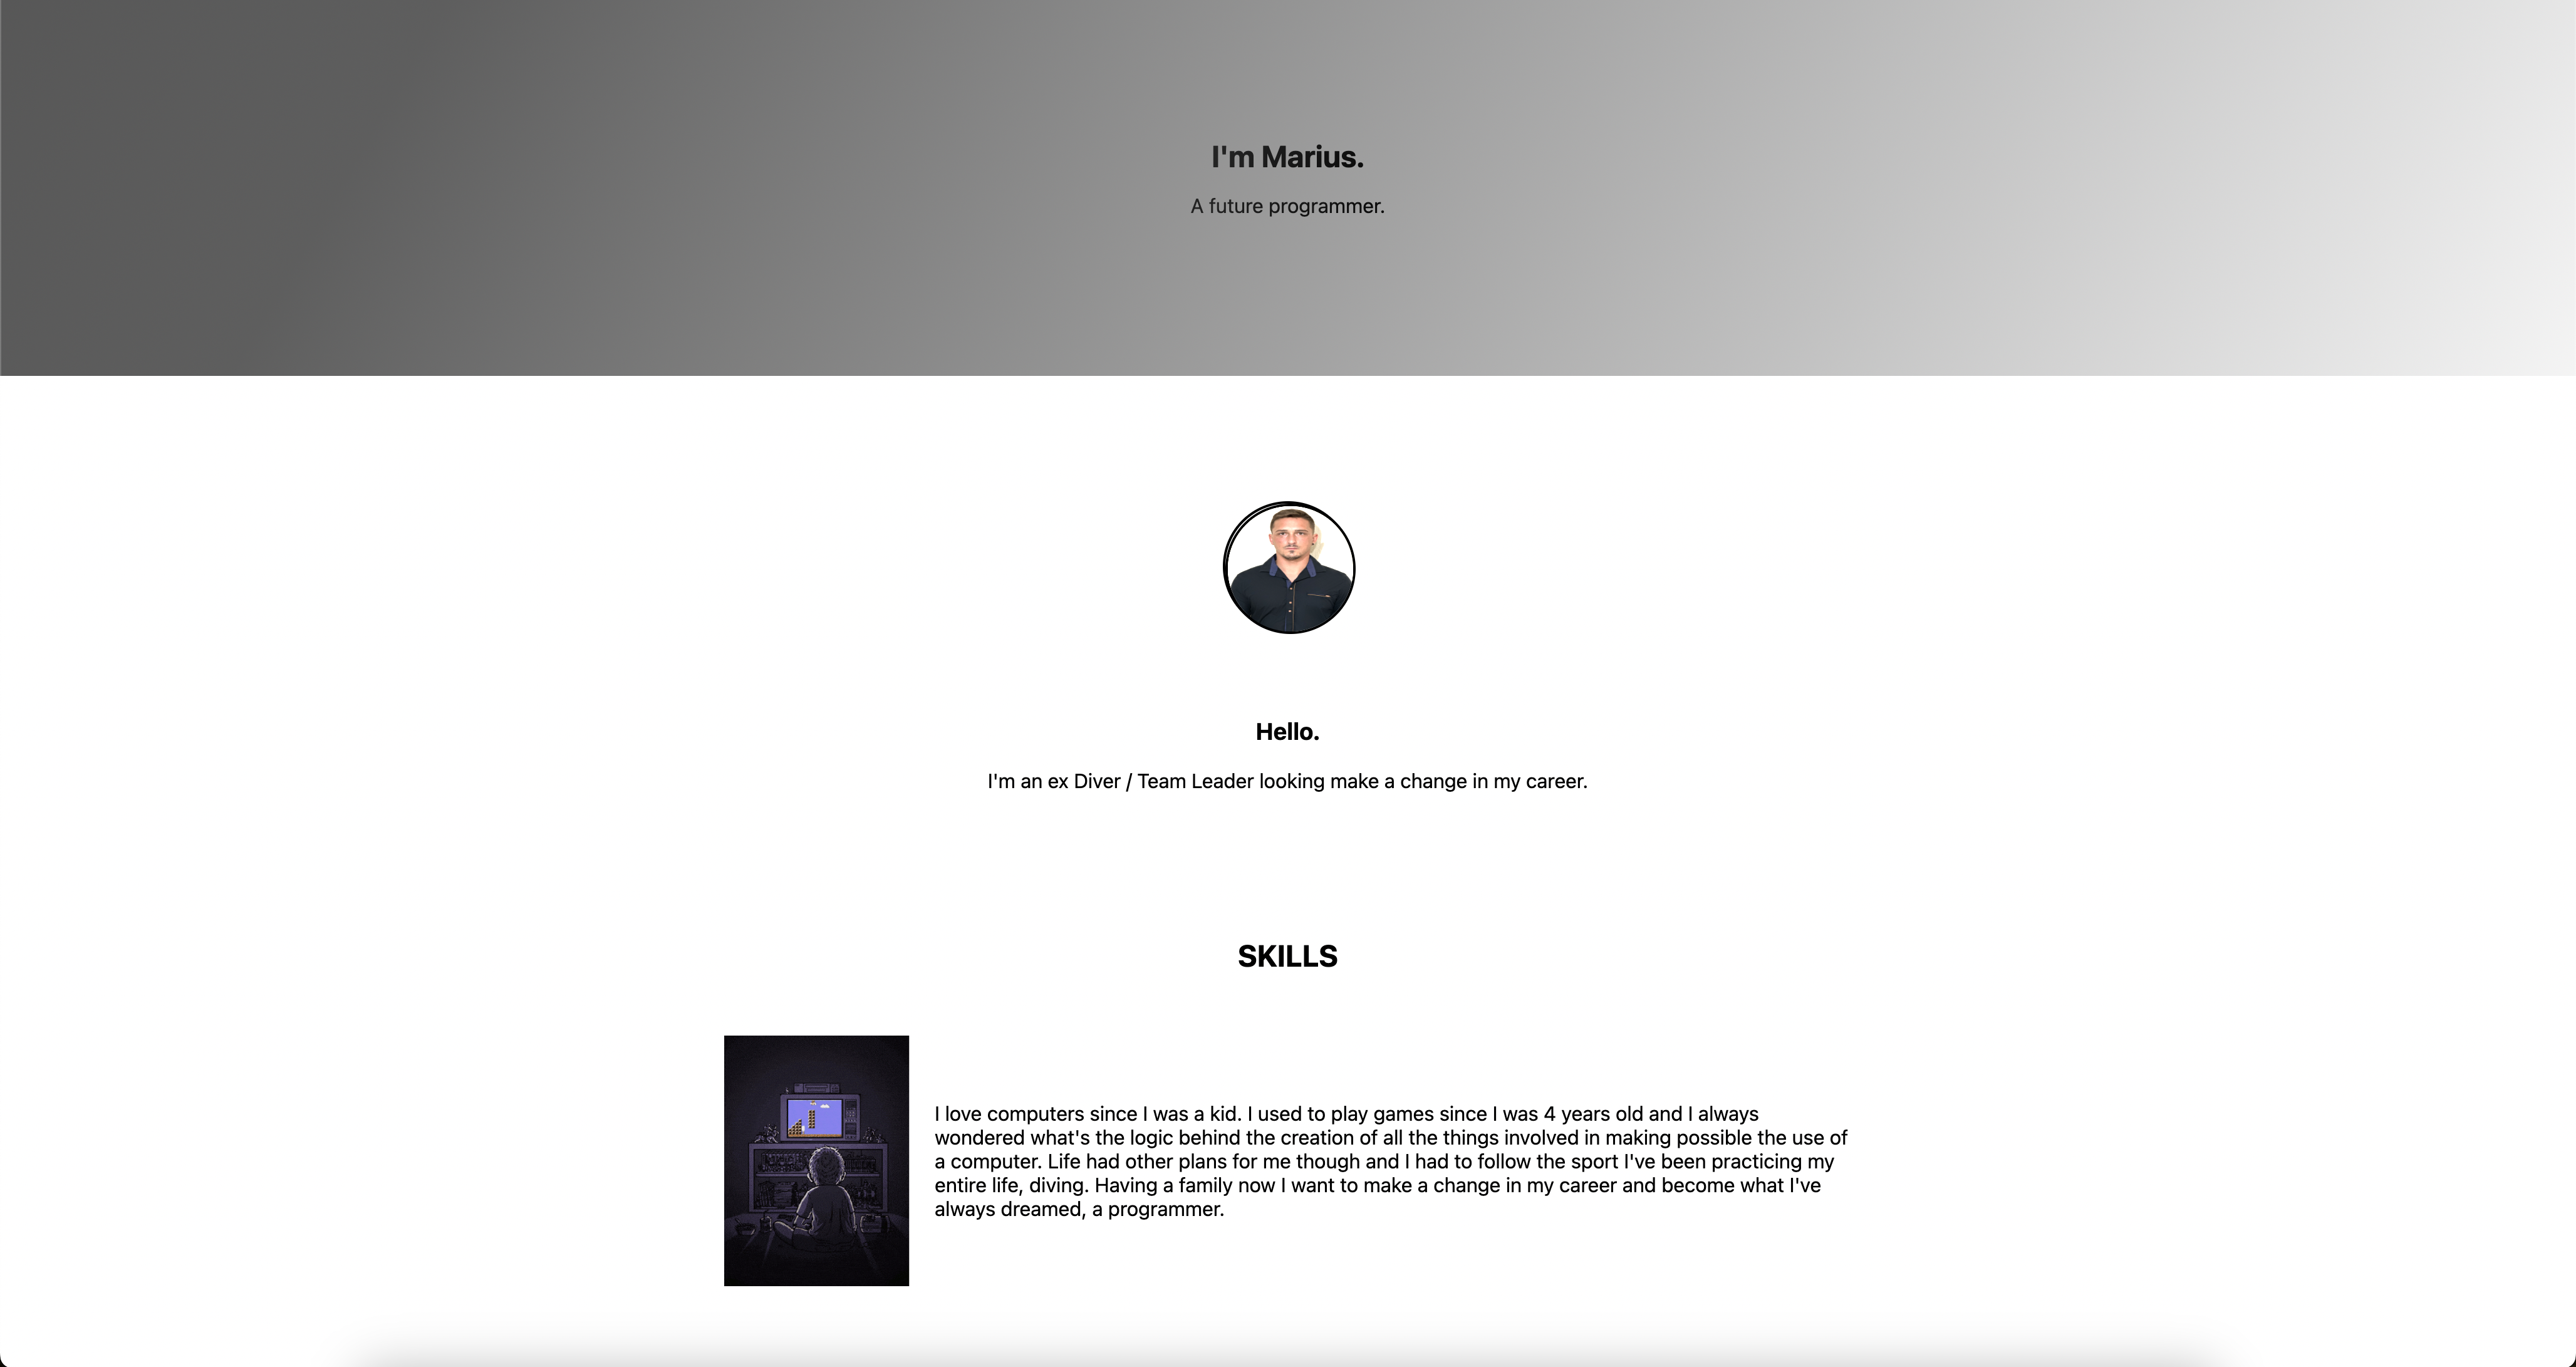 I'm Marius.
A future programmer.
Hello.
I'm an ex Diver / Team Leader looking make a change in my career.
SKILLS
I love computers since I was a kid. I used to play games since I was 4 years old and I always
wondered what's the logic behind the creation of all the things involved in making possible the use of
a computer. Life had other plans for me though and I had to follow the sport I've been practicing my
entire life, diving. Having a family now I want to make a change in my career and become what I've
always dreamed, a programmer.